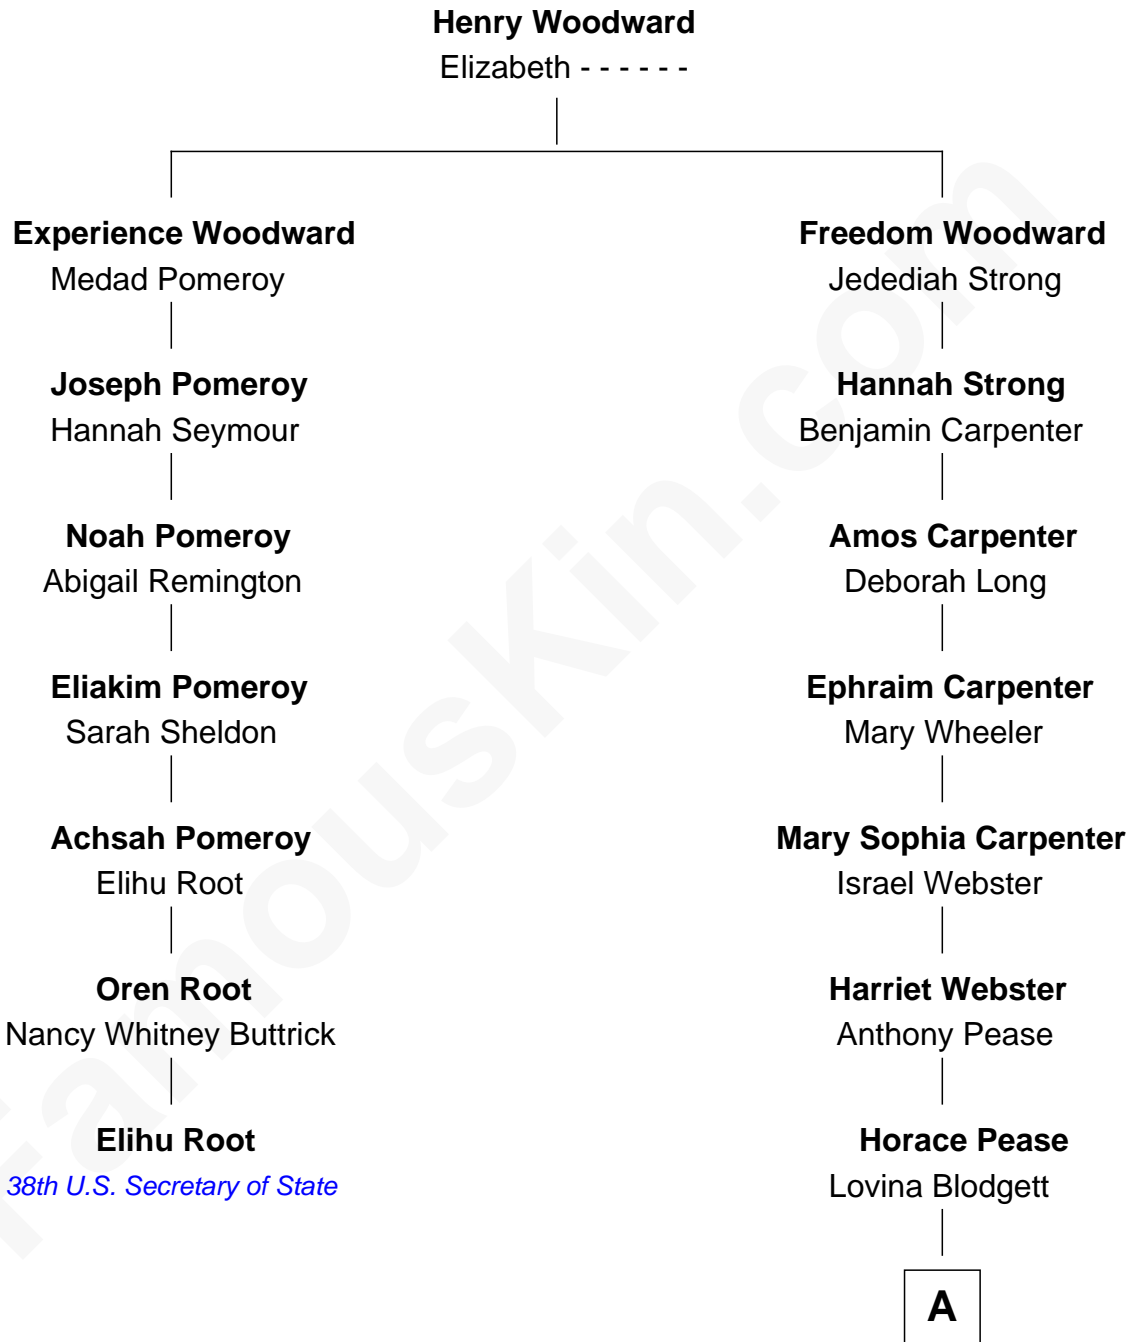 Henry Woodward
Elizabeth - - - - - -
Experience Woodward
Medad Pomeroy
Freedom Woodward
Jedediah Strong
Joseph Pomeroy
Hannah Seymour
Hannah Strong
Benjamin Carpenter
Noah Pomeroy
Abigail Remington
Amos Carpenter
Deborah Long
Eliakim Pomeroy
Sarah Sheldon
Ephraim Carpenter
Mary Wheeler
Achsah Pomeroy
Elihu Root
Mary Sophia Carpenter
Israel Webster
Oren Root
Nancy Whitney Buttrick
Harriet Webster
Anthony Pease
Elihu Root
38th U.S. Secretary of State
Horace Pease
Lovina Blodgett
A
FamousKin.com